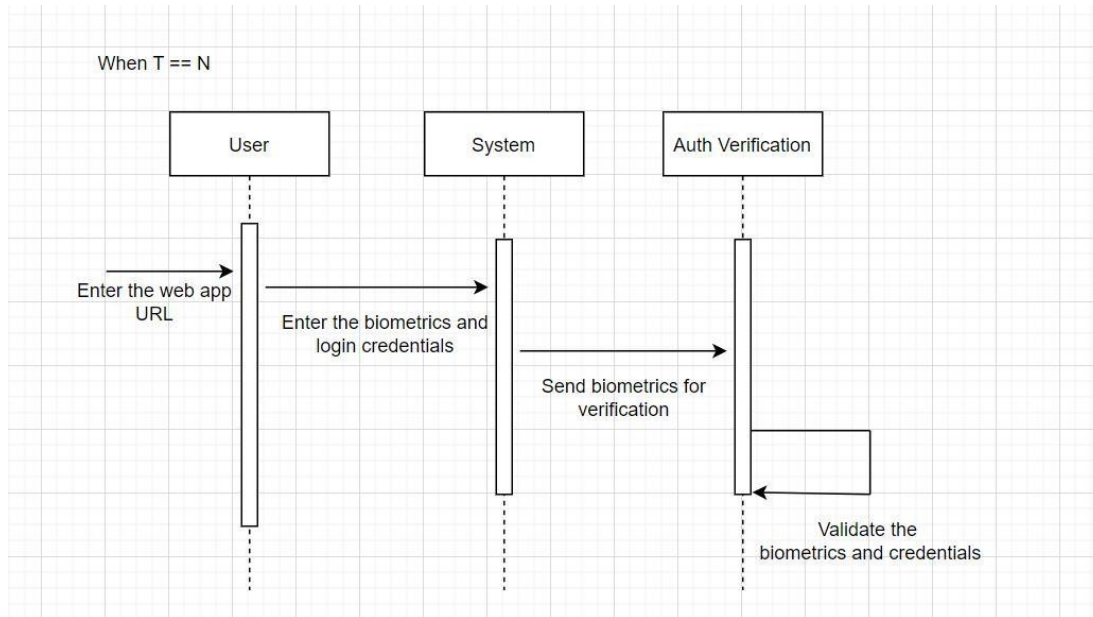 When T == N
User
System
Auth Verification
Enter the web app
URL
Enter the biometrics and
login credentials
Send biometrics for
verification
Validate the
biometrics and credentials